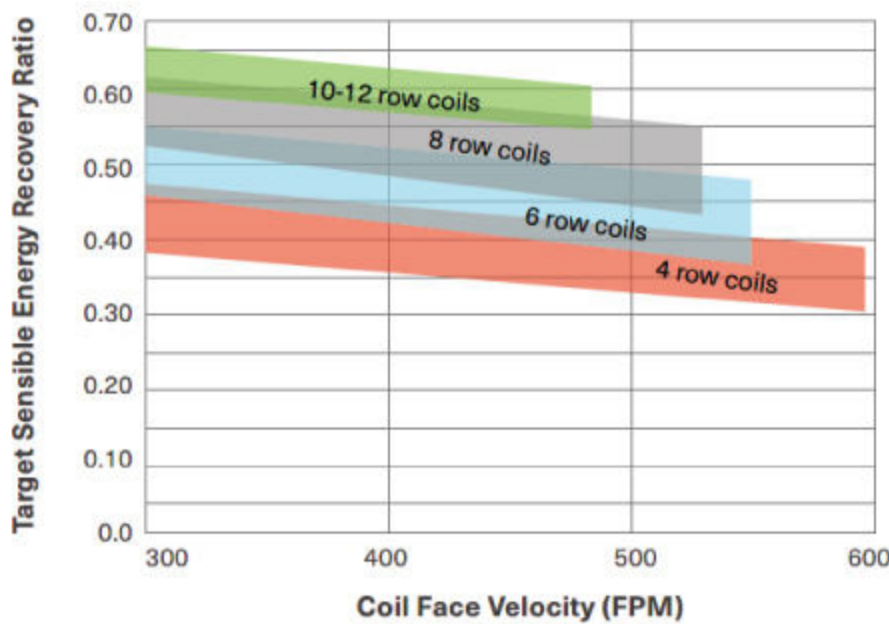 Target Sensible Energy Recovery Ratio
0.70
0.60
0.50
0.40
0.30
0.20
0.10
0.0
10-12 row coils
8 row coils
6 row coils
4 row coils
300 400 500 600
Coil Face Velocity (FPM)